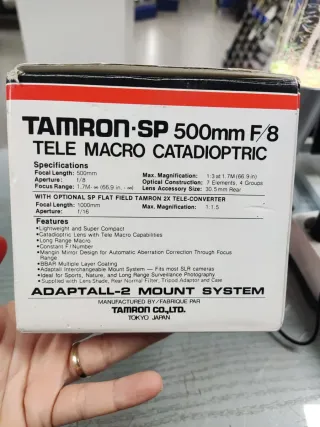 TAMRON·SP 500mm F/8
TELE MACRO CATADIOPTRIC
Specifications
Focal Length: 500mm Max. Magnification: 1:3 at 1.7M (66.9in)
Aperture: f/8 Optical Construction: 7 Elements, 4 Groups
Focus Range: 1.7M-∞ (66.9in.-∞) Lens Accessory Size: 30.5mm Rear
WITH OPTIONAL SP FLAT FIELD TAMRON 2X TELE-CONVERTER
Focal Length: 1000mm Max. Magnification: 1:1.5
Aperture: f/16
Features
•Lightweight and Super Compact
•Catadioptric Lens with Tele Macro Capabilities
•Long Range Macro
•Constant F/Number
•Mangin Mirror Design for Automatic Aberration Correction Through Focus
Range
•BBAR Multiple Layer Coating
•Adaptall Interchangeable Mount System — Fits most SLR cameras
•Ideal for Sports, Nature, and Long Range Surveillance Photography
•Supplied with Lens Shade, Rear Normal Filter, Tripod Adaptor and Case
ADAPTALL-2 MOUNT SYSTEM
MANUFACTURED BY/FABRIQUE PAR
TAMRON CO.,LTD.
TOKYO JAPAN